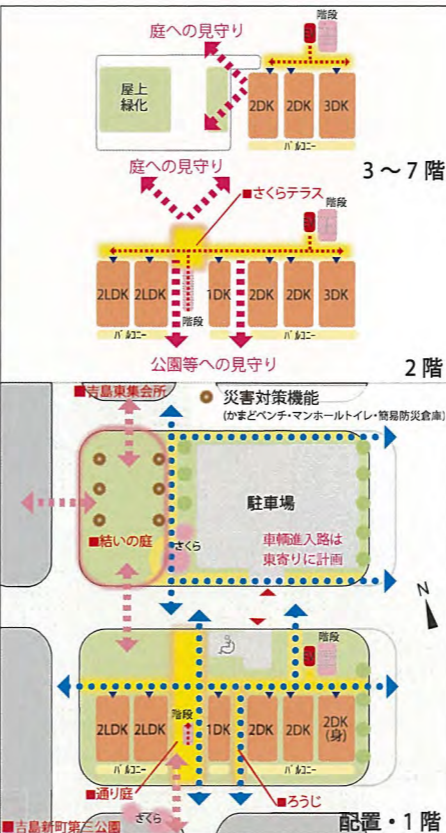 階段
庭への見守り
屋上
緑化
2DK
2DK
3DK
バルコニー
3～7階
庭への見守り
■さくらテラス
階段
2LDK
2LDK
階段
1DK
2DK
2DK
3DK
バルコニー
バルコニー
公園等への見守り
2階
■吉島東集会所
災害対策機能
(かまどベンチ・マンホールトイレ・簡易防災倉庫)
駐車場
■結いの庭
さくら
車輌進入路は
東寄りに計画
N
階段
2LDK
2LDK
階段
1DK
2DK
2DK
2DK
(身)
バルコニー
バルコニー
■通り庭
■ろうじ
さくら
■吉島新町第三公園
配置・1階